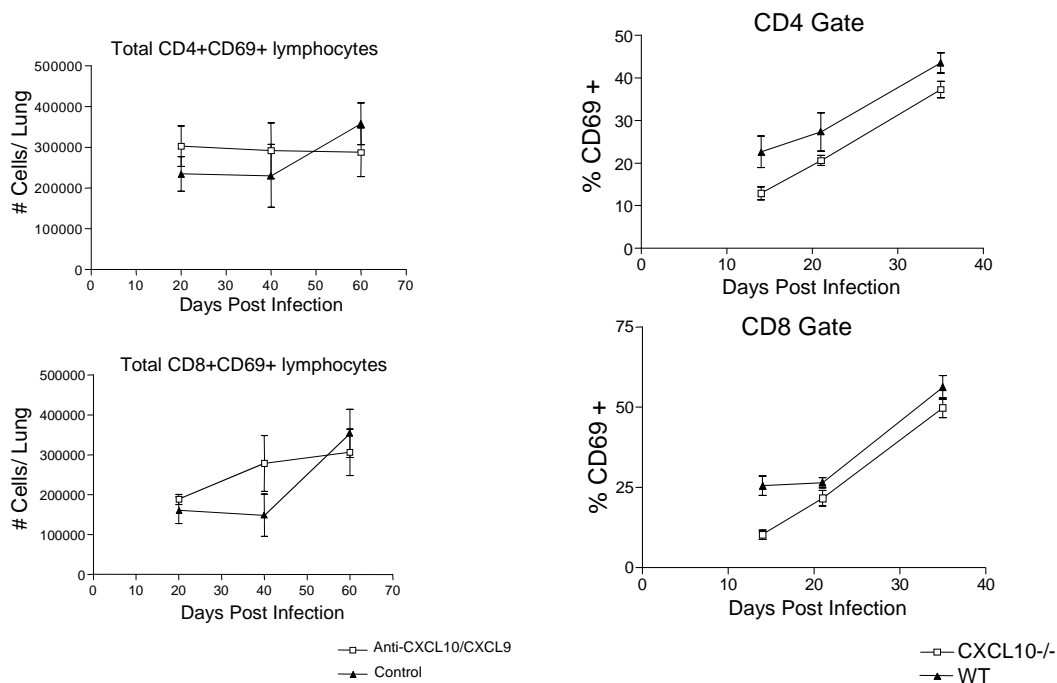 Total CD4+CD69+ lymphocytes
# Cells/ Lung
500000
400000
300000
200000
100000
0
0 10 20 30 40 50 60 70
Days Post Infection
CD4 Gate
% CD69 +
50
40
30
20
10
0
0 10 20 30 40
Days Post Infection
Total CD8+CD69+ lymphocytes
# Cells/ Lung
500000
400000
300000
200000
100000
0
0 10 20 30 40 50 60 70
Days Post Infection
Anti-CXCL10/CXCL9
Control
CD8 Gate
% CD69 +
75
50
25
0
0 10 20 30 40
Days Post Infection
CXCL10-/-
WT